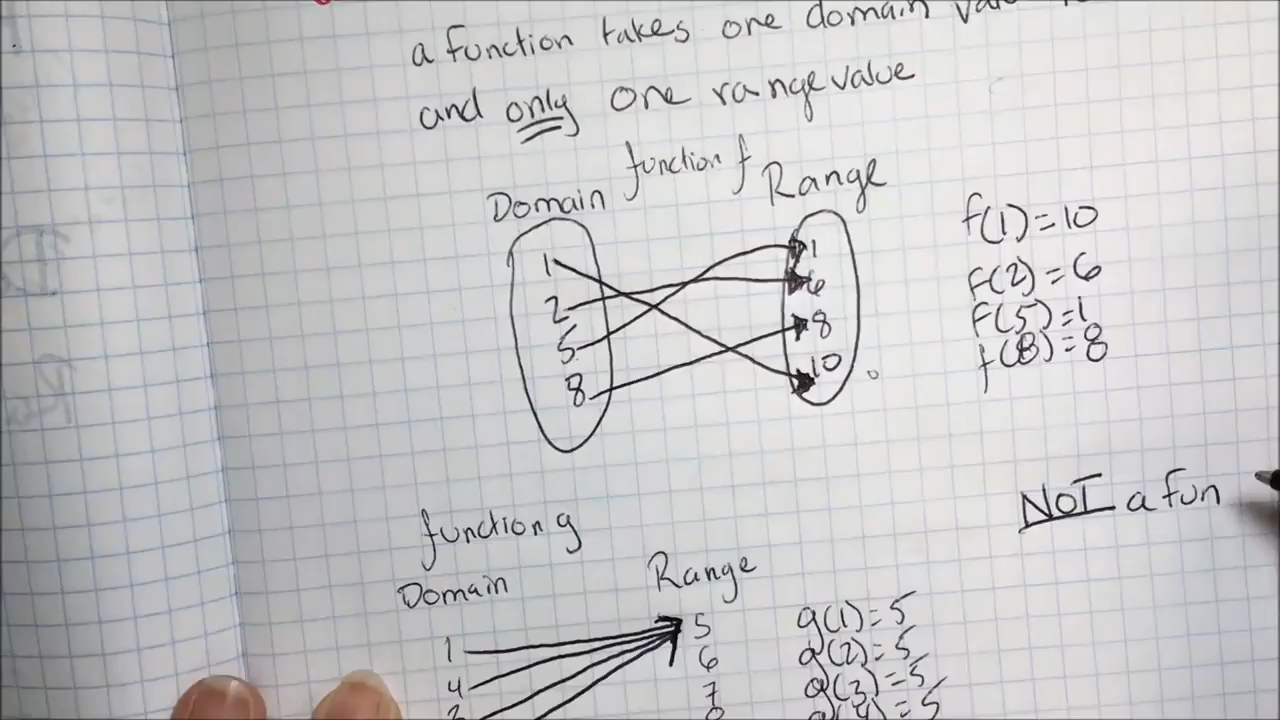 a function takes one domain
and only one range value
function f
Domain Range
1 1
2 6
5 8
8 10
f(1)=10
f(2)=6
f(5)=1
f(8)=8
NOT a fun
function g
Domain Range
1 5
4 6
7
g(1)=5
g(2)=5
g(3)=5